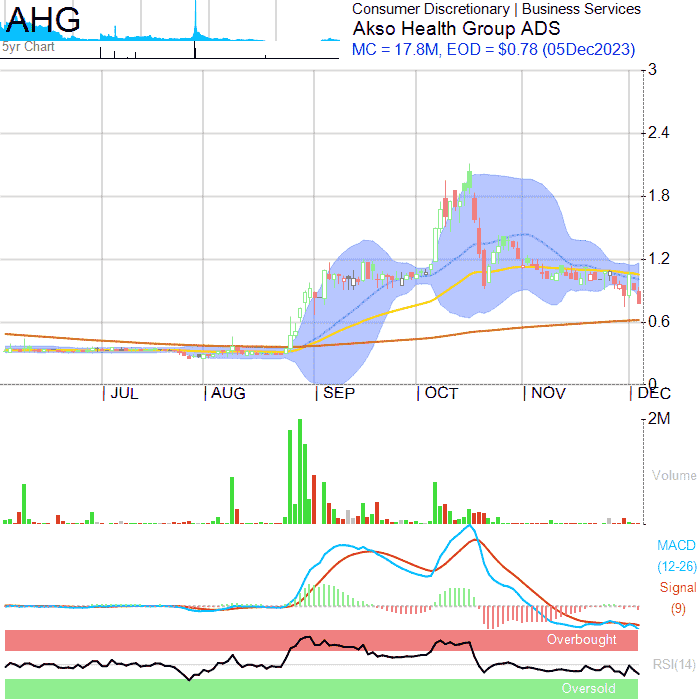 AHG
5yr Chart
Consumer Discretionary | Business Services
Akso Health Group ADS
MC = 17.8M, EOD = $0.78 (05Dec2023)
3
2.4
1.8
1.2
0.6
0
JUL AUG SEP OCT NOV DEC
2M
Volume
MACD
(12-26)
Signal
(9)
Overbought
RSI(14)
Oversold